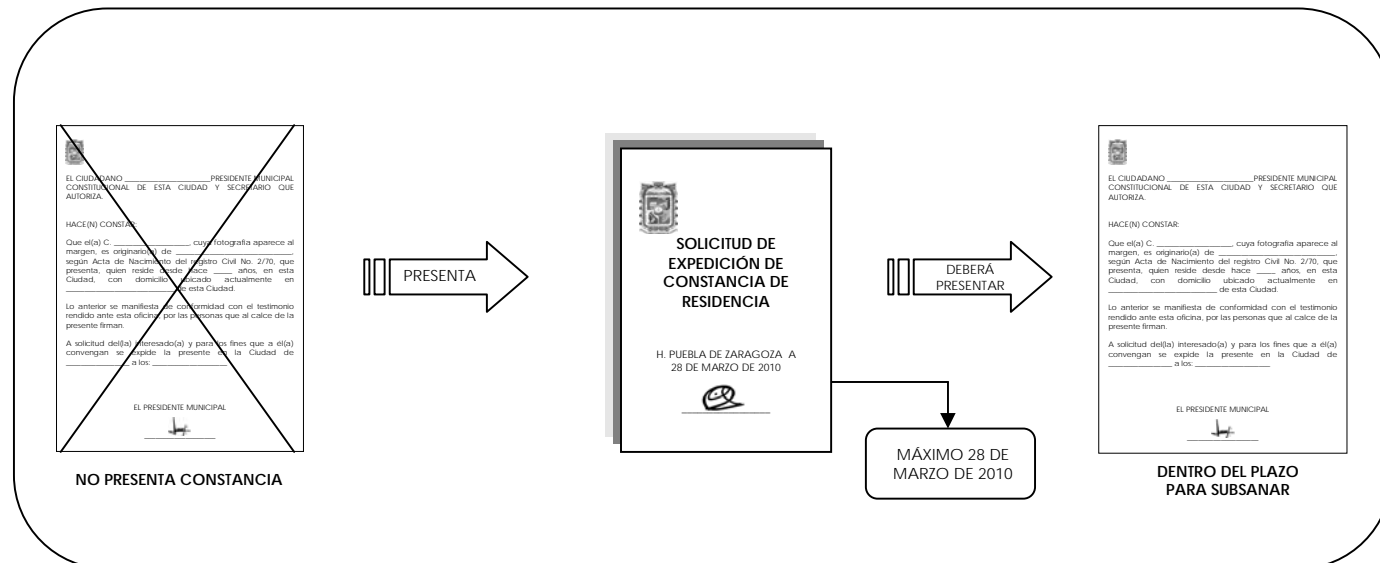 EL CIUDADANO ______________________PRESIDENTE MUNICIPAL
CONSTITUCIONAL DE ESTA CIUDAD Y SECRETARIO QUE
AUTORIZA.
HACE(N) CONSTAR:
Que el(a) C. ___________________, cuya fotografía aparece al
margen, es originario(a) de ____________________________,
según Acta de Nacimiento del registro Civil No. 2/70, que
presenta, quien reside desde hace ____ años, en esta
Ciudad, con domicilio ubicado actualmente en
___________________________ de esta Ciudad.
Lo anterior se manifiesta de conformidad con el testimonio
rendido ante esta oficina, por las personas que al calce de la
presente firman.
A solicitud del(la) interesado(a) y para los fines que a él(a)
convengan se expide la presente en la Ciudad de
________________ a los: ___________________
EL PRESIDENTE MUNICIPAL
NO PRESENTA CONSTANCIA
PRESENTA
SOLICITUD DE
EXPEDICIÓN DE
CONSTANCIA DE
RESIDENCIA
H. PUEBLA DE ZARAGOZA A
28 DE MARZO DE 2010
MÁXIMO 28 DE
MARZO DE 2010
DEBERÁ
PRESENTAR
EL CIUDADANO ______________________PRESIDENTE MUNICIPAL
CONSTITUCIONAL DE ESTA CIUDAD Y SECRETARIO QUE
AUTORIZA.
HACE(N) CONSTAR:
Que el(a) C. ___________________, cuya fotografía aparece al
margen, es originario(a) de ____________________________,
según Acta de Nacimiento del registro Civil No. 2/70, que
presenta, quien reside desde hace ____ años, en esta
Ciudad, con domicilio ubicado actualmente en
___________________________ de esta Ciudad.
Lo anterior se manifiesta de conformidad con el testimonio
rendido ante esta oficina, por las personas que al calce de la
presente firman.
A solicitud del(la) interesado(a) y para los fines que a él(a)
convengan se expide la presente en la Ciudad de
________________ a los: ___________________
EL PRESIDENTE MUNICIPAL
DENTRO DEL PLAZO
PARA SUBSANAR